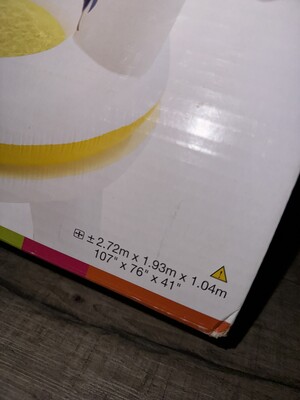 ± 2.72m x 1.93m x 1.04m
107" x 76" x 41"